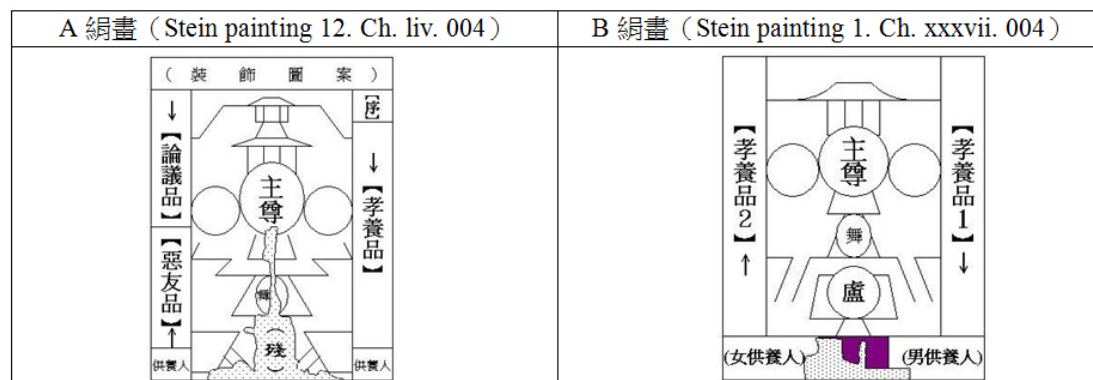 A 絹畫（Stein painting 12. Ch. liv. 004）
B 絹畫（Stein painting 1. Ch. xxxvii. 004）
（裝飾圖案）
↓【論議品】
【惡友品】↑
供養人
主尊
舞
殘
【序】
↓【孝養品】
供養人
【孝養品2】↑
主尊
舞
盧
【孝養品1】↓
(女供養人)
(男供養人)